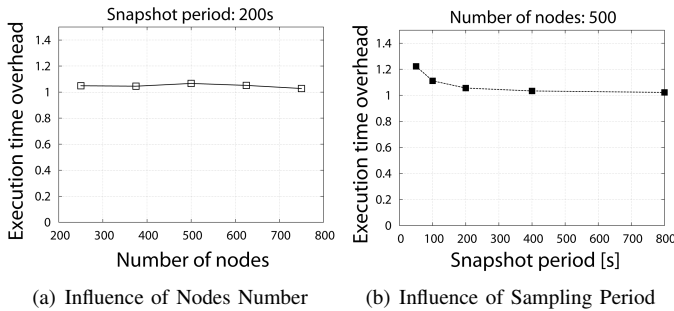 Snapshot period: 200s
Execution time overhead
1.4
1.2
1
0.8
0.6
0.4
0.2
0
200 300 400 500 600 700 800
Number of nodes
(a) Influence of Nodes Number
Number of nodes: 500
Execution time overhead
1.4
1.2
1
0.8
0.6
0.4
0.2
0
0 100 200 300 400 500 600 700 800
Snapshot period [s]
(b) Influence of Sampling Period